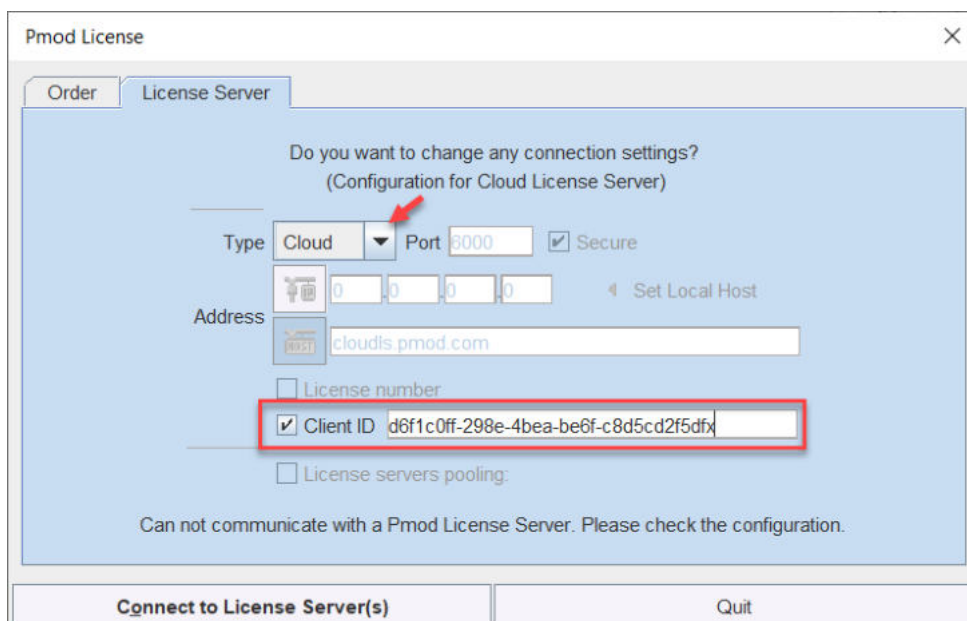 Pmod License
Order License Server
Do you want to change any connection settings?
(Configuration for Cloud License Server)
Type Cloud Port 6000 Secure
IP 0 .0 .0 .0 Set Local Host
Address
HOST cloudls.pmod.com
License number
Client ID d6f1c0ff-298e-4bea-be6f-c8d5cd2f5dfx
License servers pooling:
Can not communicate with a Pmod License Server. Please check the configuration.
Connect to License Server(s) Quit